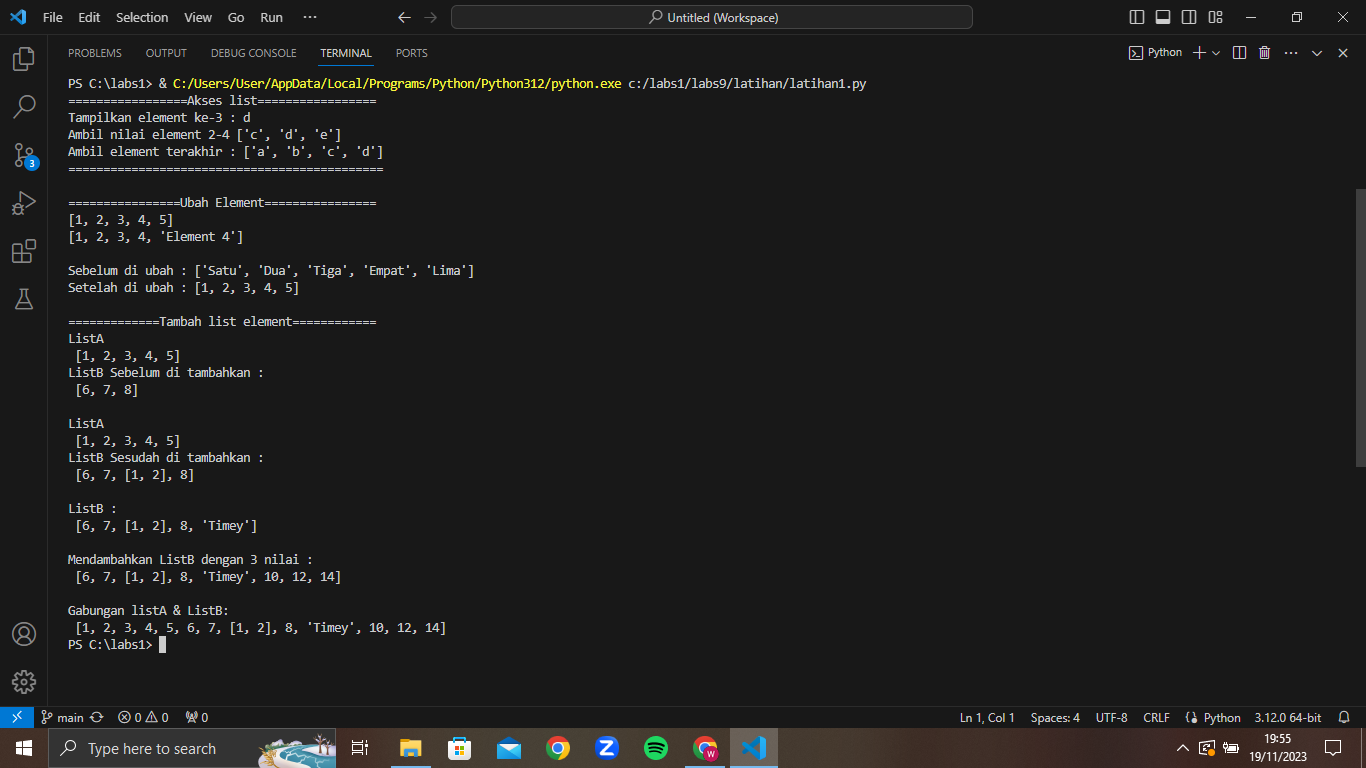 File Edit Selection View Go Run ···
Untitled (Workspace)
PROBLEMS OUTPUT DEBUG CONSOLE TERMINAL PORTS
Python
PS C:\labs1> & C:/Users/User/AppData/Local/Programs/Python/Python312/python.exe c:/labs1/labs9/latihan/latihan1.py
=================Akses list=================
Tampilkan element ke-3 : d
Ambil nilai element 2-4 ['c', 'd', 'e']
Ambil element terakhir : ['a', 'b', 'c', 'd']
=============================================
================Ubah Element================
[1, 2, 3, 4, 5]
[1, 2, 3, 4, 'Element 4']
Sebelum di ubah : ['Satu', 'Dua', 'Tiga', 'Empat', 'Lima']
Setelah di ubah : [1, 2, 3, 4, 5]
=============Tambah list element============
ListA
[1, 2, 3, 4, 5]
ListB Sebelum di tambahkan :
[6, 7, 8]
ListA
[1, 2, 3, 4, 5]
ListB Sesudah di tambahkan :
[6, 7, [1, 2], 8]
ListB :
[6, 7, [1, 2], 8, 'Timey']
Mendambahkan ListB dengan 3 nilai :
[6, 7, [1, 2], 8, 'Timey', 10, 12, 14]
Gabungan listA & ListB:
[1, 2, 3, 4, 5, 6, 7, [1, 2], 8, 'Timey', 10, 12, 14]
PS C:\labs1>
3
main 0 0 0 Ln 1, Col 1 Spaces: 4 UTF-8 CRLF Python 3.12.0 64-bit
Type here to search
Z
W
19:55
19/11/2023